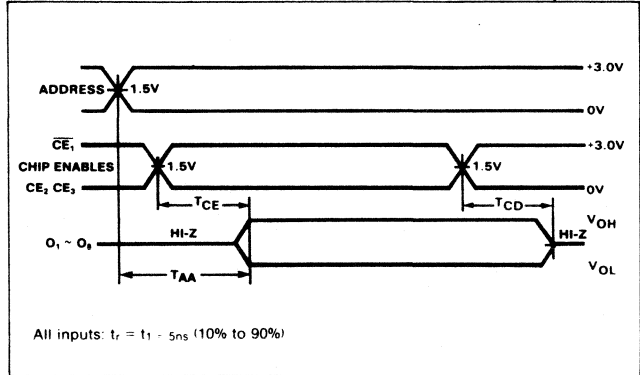 +3.0V
ADDRESS 1.5V
0V
CE₁ +3.0V
CHIP ENABLES 1.5V 1.5V
CE₂ CE₃ 0V
TCE TCD
VOH
HI-Z HI-Z
O₁ ~ O₈
VOL
TAA
All inputs: tr = t1 - 5ns (10% to 90%)